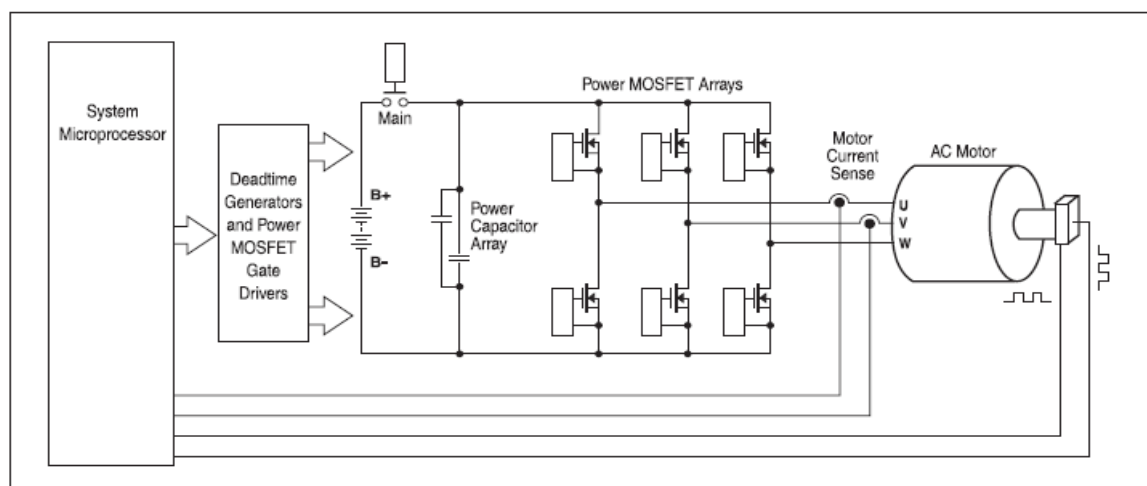 System
Microprocessor
Deadtime
Generators
and Power
MOSFET
Gate
Drivers
Main
B+
B-
Power
Capacitor
Array
Power MOSFET Arrays
Motor
Current
Sense
AC Motor
U
V
W